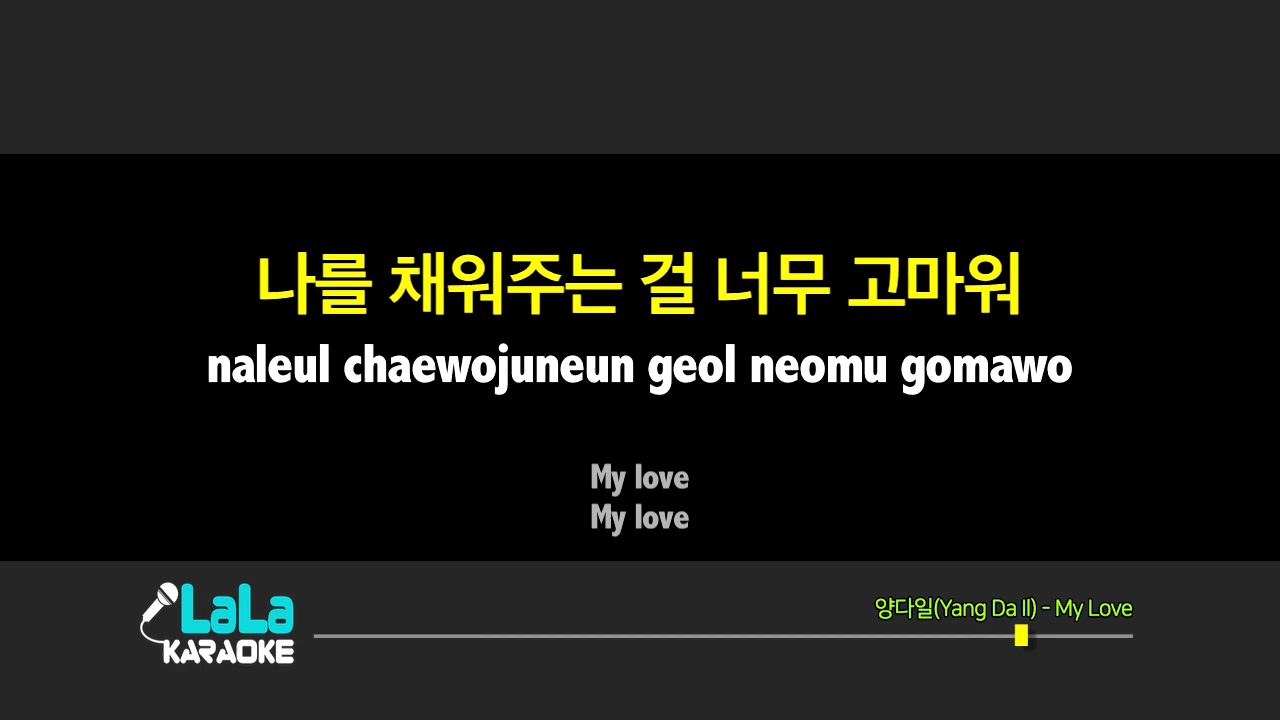 나를 채워주는 걸 너무 고마워
naleul chaewojuneun geol neomu gomawo
My love
My love
양다일(Yang Da Il) - My Love
LaLa
KARAOKE